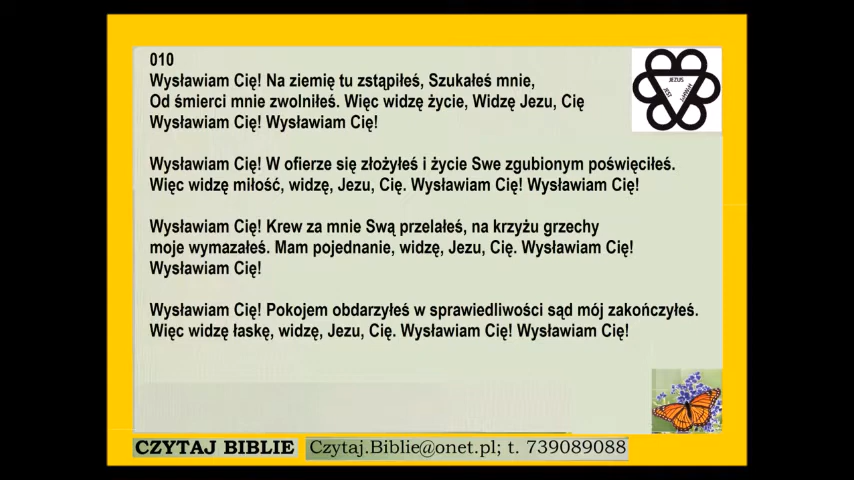 010
Wysławiam Cię! Na ziemię tu zstąpiłeś, Szukałeś mnie,
Od śmierci mnie zwolniłeś. Więc widzę życie, Widzę Jezu, Cię
Wysławiam Cię! Wysławiam Cię!
Wysławiam Cię! W ofierze się złożyłeś i życie Swe zgubionym poświęciłeś.
Więc widzę miłość, widzę, Jezu, Cię. Wysławiam Cię! Wysławiam Cię!
Wysławiam Cię! Krew za mnie Swą przelałeś, na krzyżu grzechy
moje wymazałeś. Mam pojednanie, widzę, Jezu, Cię. Wysławiam Cię!
Wysławiam Cię!
Wysławiam Cię! Pokojem obdarzyłeś w sprawiedliwości sąd mój zakończyłeś.
Więc widzę łaskę, widzę, Jezu, Cię. Wysławiam Cię! Wysławiam Cię!
JEZUS
JEST
CZYTAJ BIBLIE
Czytaj.Biblie@onet.pl; t. 739089088